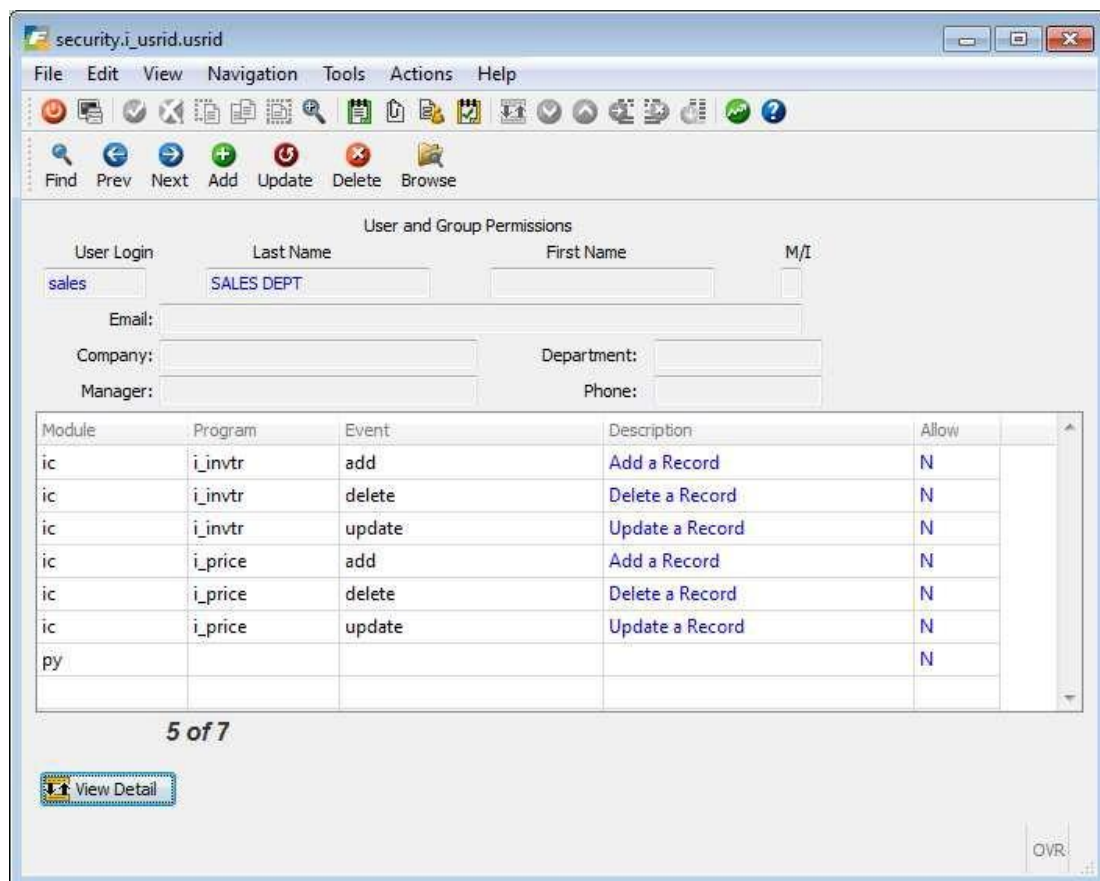 security.i_usrid.usrid
File Edit View Navigation Tools Actions Help
Find Prev Next Add Update Delete Browse
User and Group Permissions
User Login Last Name First Name M/I
sales SALES DEPT
Email:
Company: Department:
Manager: Phone:
Module Program Event Description Allow
ic i_invtr add Add a Record N
ic i_invtr delete Delete a Record N
ic i_invtr update Update a Record N
ic i_price add Add a Record N
ic i_price delete Delete a Record N
ic i_price update Update a Record N
py N
5 of 7
View Detail
OVR